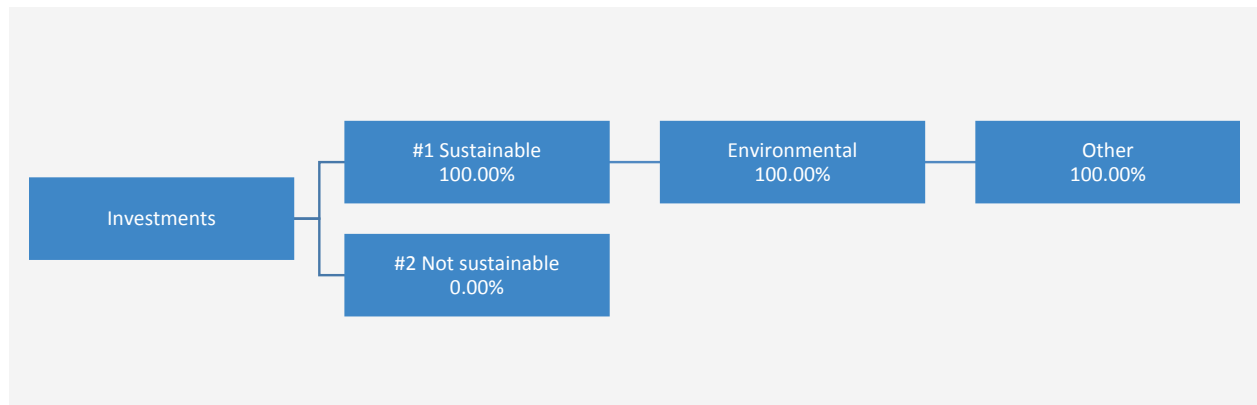 Investments
#1 Sustainable
100.00%
#2 Not sustainable
0.00%
Environmental
100.00%
Other
100.00%